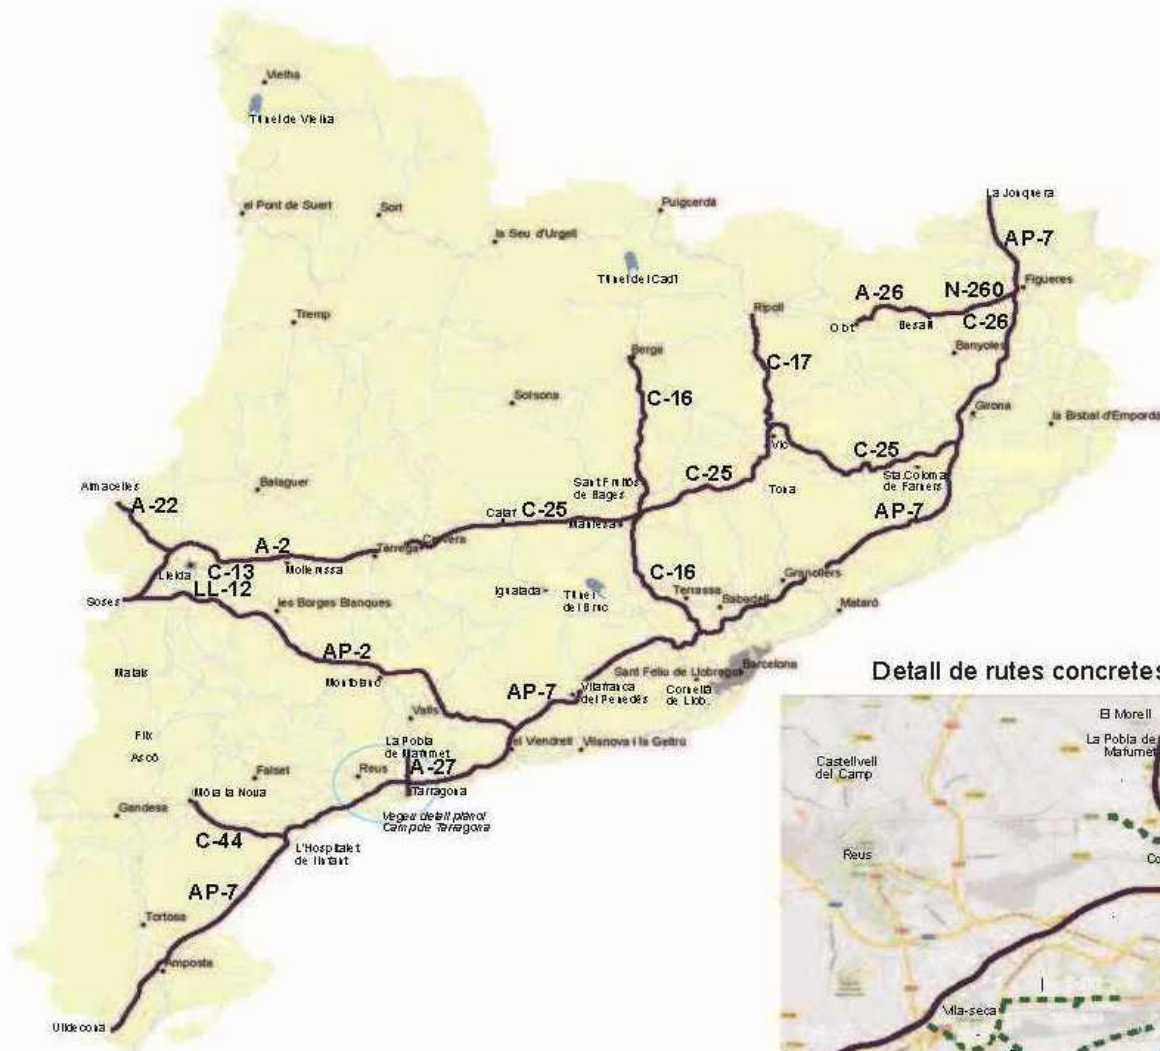 Vielha
Túnel de Vielha
el Pont de Suert
Sort
la Seu d'Urgell
Puigcerdà
Túnel del Cadí
La Jonquera
AP-7
Figueres
N-260
A-26
C-26
Olot
Besalú
Banyoles
Tremp
Ripoll
Berga
C-17
C-16
Solsona
Girona
la Bisbal d'Empordà
Vic
C-25
Sta.Coloma
de Farners
Almacelles
A-22
Balaguer
Sant Fruitós
de Bages
C-25
Tona
Calaf
C-25
Manresa
AP-7
Cervera
Tàrrega
A-2
Mollerussa
Lleida
C-13
LL-12
Soses
les Borges Blanques
Igualada
Túnel
del Bruc
C-16
Terrassa
Sabadell
Granollers
Mataró
AP-2
Montblanc
Maials
Sant Feliu de Llobregat
Barcelona
Cornellà
de Llob.
AP-7
Vilafranca
del Penedès
Valls
el Vendrell
Vilanova i la Geltrú
Flix
Ascó
La Pobla
de Mafumet
Falset
Reus
A-27
Tarragona
Móra la Nova
Gandesa
Vegeu detall plànol
Camp de Tarragona
C-44
L'Hospitalet
de l'Infant
AP-7
Tortosa
Amposta
Ulldecona
Detall de rutes concretes
El Morell
La Pobla de
Mafumet
Castellvell
del Camp
Reus
Co
Vila-seca